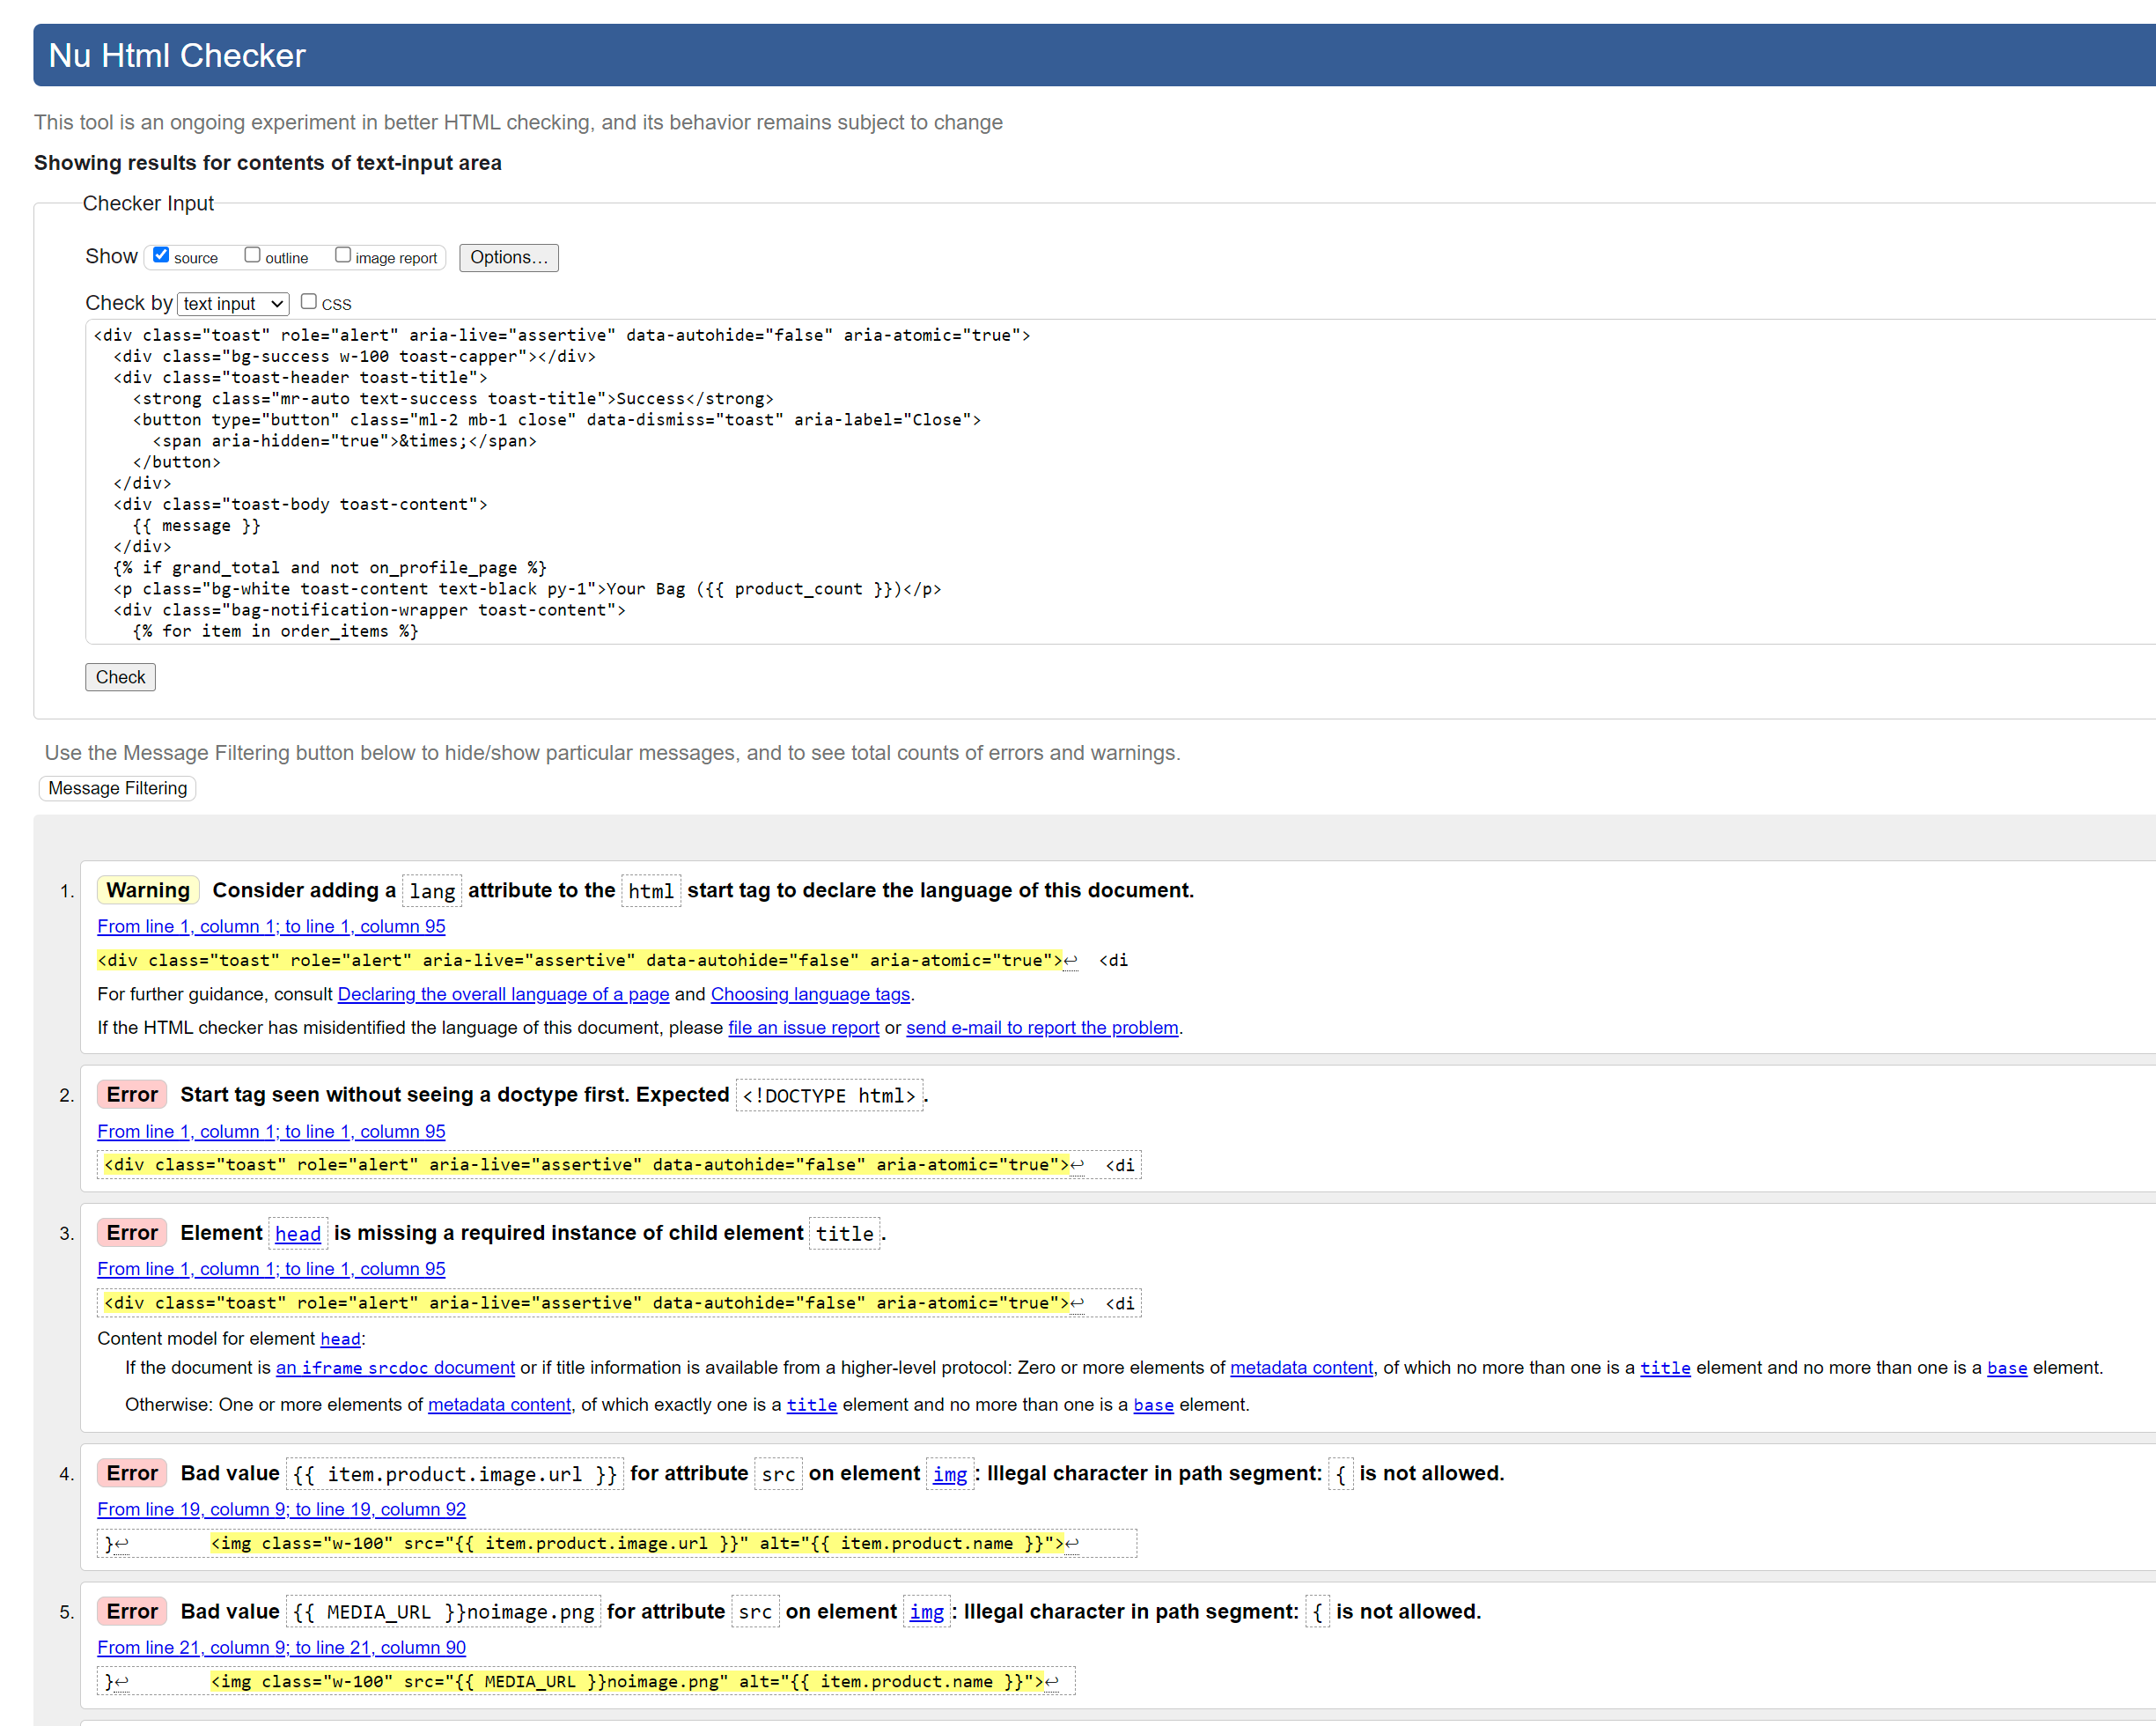 Nu Html Checker
This tool is an ongoing experiment in better HTML checking, and its behavior remains subject to change
Showing results for contents of text-input area
Checker Input
Show source outline image report Options...
Check by text input CSS
<div class="toast" role="alert" aria-live="assertive" data-autohide="false" aria-atomic="true">
  <div class="bg-success w-100 toast-capper"></div>
  <div class="toast-header toast-title">
    <strong class="mr-auto text-success toast-title">Success</strong>
    <button type="button" class="ml-2 mb-1 close" data-dismiss="toast" aria-label="Close">
      <span aria-hidden="true">&times;</span>
    </button>
  </div>
  <div class="toast-body toast-content">
    {{ message }}
  </div>
  {% if grand_total and not on_profile_page %}
  <p class="bg-white toast-content text-black py-1">Your Bag ({{ product_count }})</p>
  <div class="bag-notification-wrapper toast-content">
    {% for item in order_items %}
Check
Use the Message Filtering button below to hide/show particular messages, and to see total counts of errors and warnings.
Message Filtering
1. Warning Consider adding a lang attribute to the html start tag to declare the language of this document.
From line 1, column 1; to line 1, column 95
<div class="toast" role="alert" aria-live="assertive" data-autohide="false" aria-atomic="true">↩  <di
For further guidance, consult Declaring the overall language of a page and Choosing language tags.
If the HTML checker has misidentified the language of this document, please file an issue report or send e-mail to report the problem.
2. Error Start tag seen without seeing a doctype first. Expected <!DOCTYPE html>.
From line 1, column 1; to line 1, column 95
<div class="toast" role="alert" aria-live="assertive" data-autohide="false" aria-atomic="true">↩  <di
3. Error Element head is missing a required instance of child element title.
From line 1, column 1; to line 1, column 95
<div class="toast" role="alert" aria-live="assertive" data-autohide="false" aria-atomic="true">↩  <di
Content model for element head:
If the document is an iframe srcdoc document or if title information is available from a higher-level protocol: Zero or more elements of metadata content, of which no more than one is a title element and no more than one is a base element.
Otherwise: One or more elements of metadata content, of which exactly one is a title element and no more than one is a base element.
4. Error Bad value {{ item.product.image.url }} for attribute src on element img: Illegal character in path segment: { is not allowed.
From line 19, column 9; to line 19, column 92
}↩        <img class="w-100" src="{{ item.product.image.url }}" alt="{{ item.product.name }}">↩
5. Error Bad value {{ MEDIA_URL }}noimage.png for attribute src on element img: Illegal character in path segment: { is not allowed.
From line 21, column 9; to line 21, column 90
}↩        <img class="w-100" src="{{ MEDIA_URL }}noimage.png" alt="{{ item.product.name }}">↩